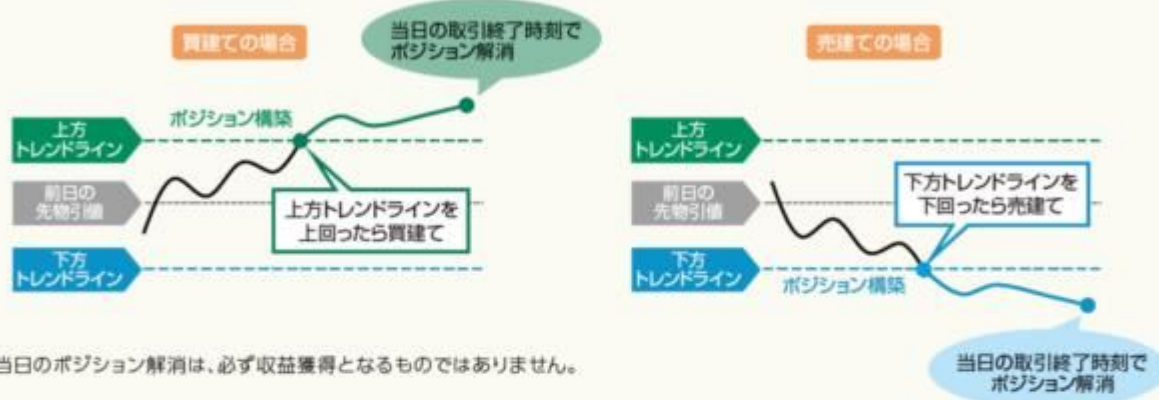 買建ての場合
当日の取引終了時刻で
ポジション解消
ポジション構築
上方
トレンドライン
前日の
先物引値
下方
トレンドライン
上方トレンドラインを
上回ったら買建て
売建ての場合
上方
トレンドライン
前日の
先物引値
下方
トレンドライン
下方トレンドラインを
下回ったら売建て
ポジション構築
当日の取引終了時刻で
ポジション解消
当日のポジション解消は、必ず収益獲得となるものではありません。